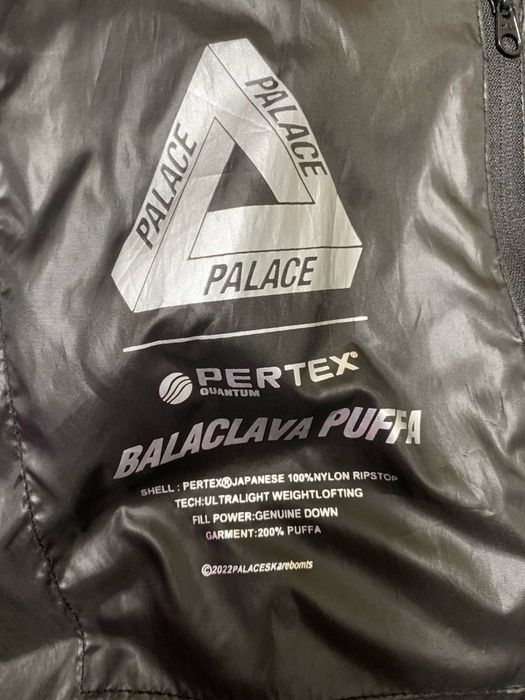 PALACE
PALACE
PALACE
PERTEX®
QUANTUM
BALACLAVA PUFFA
SHELL : PERTEX®JAPANESE 100%NYLON RIPSTOP
TECH:ULTRALIGHT WEIGHTLOFTING
FILL POWER:GENUINE DOWN
GARMENT:200% PUFFA
©2022PALACESKarebomts